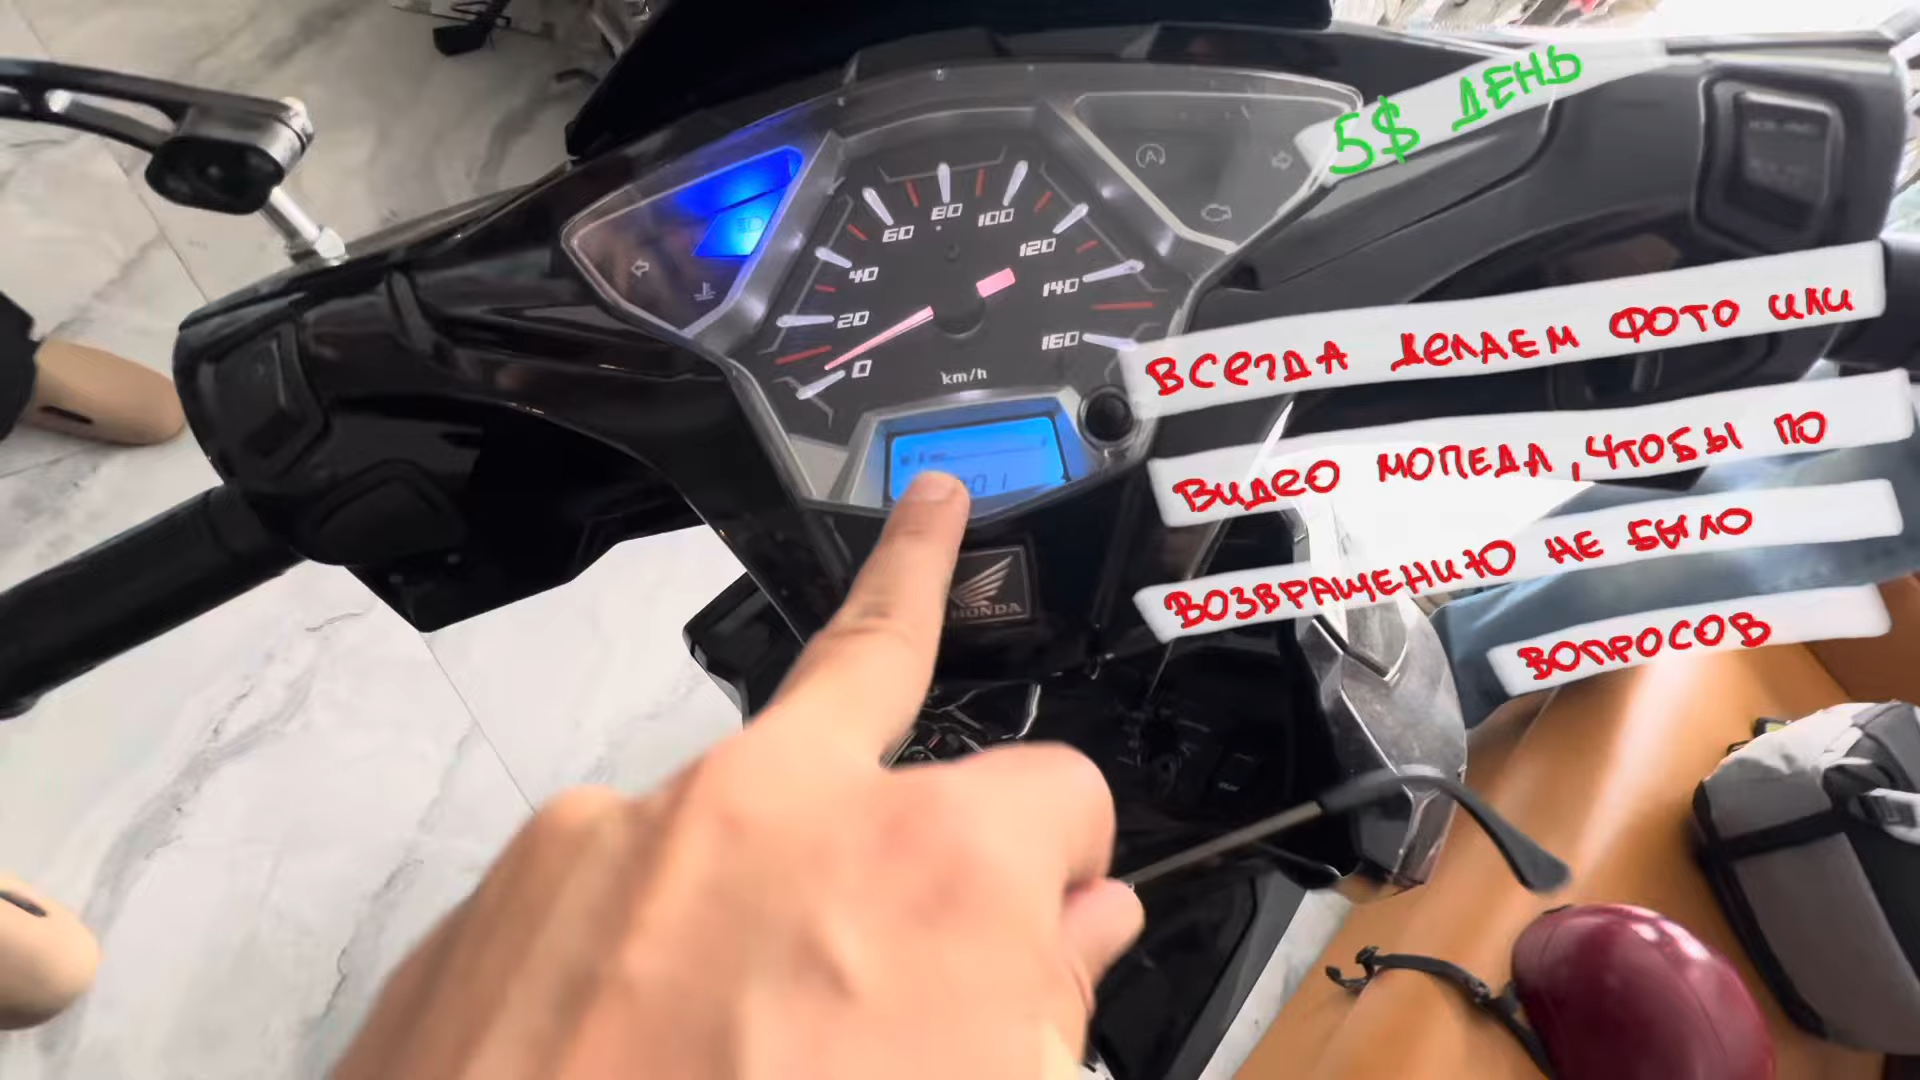 5$ ДЕНЬ
ВСЕГДА ДЕЛАЕМ ФОТО ИЛИ
ВИДЕО МОПЕДА, ЧТОБЫ ПО
ВОЗВРАЩЕНИЮ НЕ БЫЛО
ВОПРОСОВ
0 20 40 60 80 100 120 140 160
km/h
HONDA